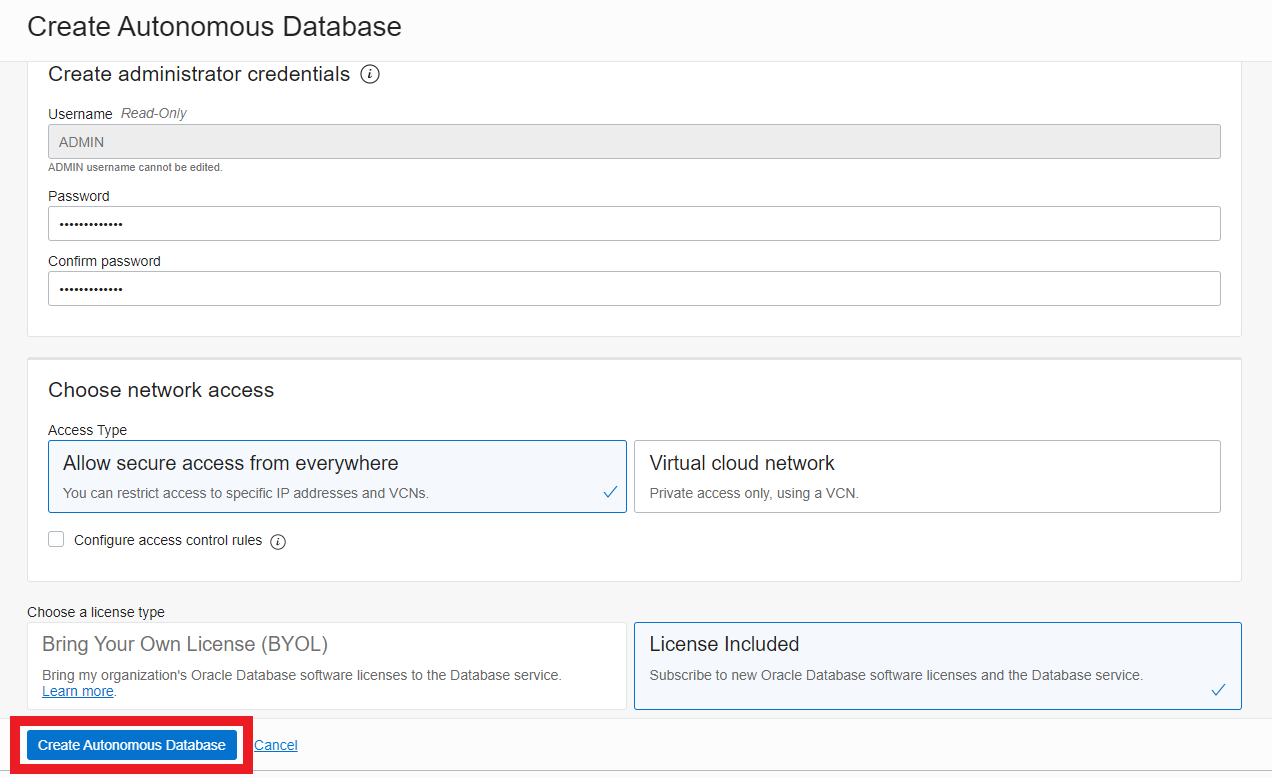 Create Autonomous Database
Create administrator credentials
Username Read-Only
ADMIN
ADMIN username cannot be edited.
Password
•••••••••••••
Confirm password
•••••••••••••
Choose network access
Access Type
Allow secure access from everywhere
You can restrict access to specific IP addresses and VCNs.
Virtual cloud network
Private access only, using a VCN.
Configure access control rules
Choose a license type
Bring Your Own License (BYOL)
Bring my organization's Oracle Database software licenses to the Database service.
Learn more.
License Included
Subscribe to new Oracle Database software licenses and the Database service.
Create Autonomous Database Cancel